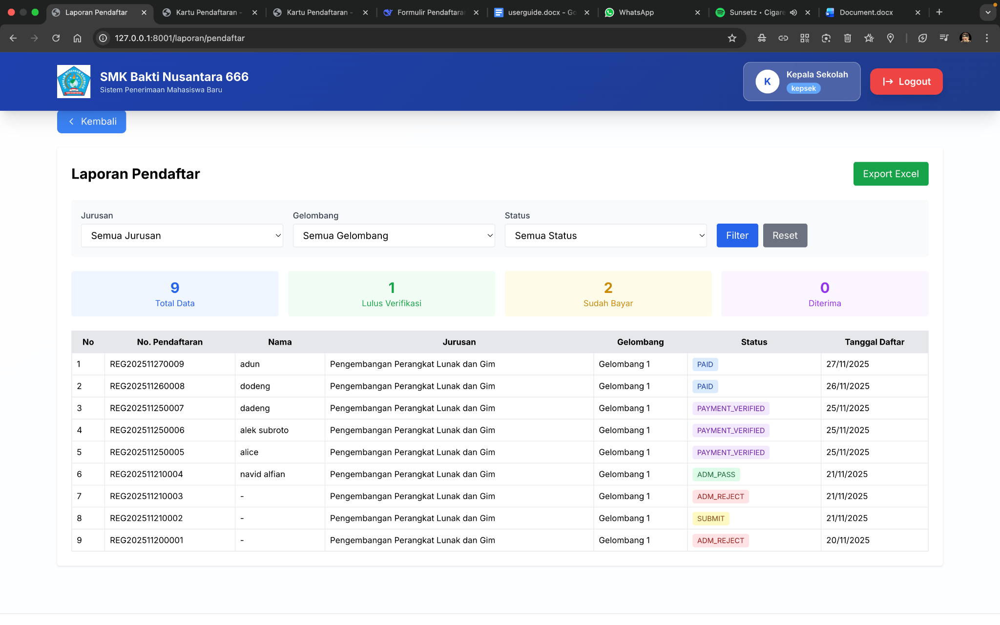 Laporan Pendaftar
Kartu Pendaftaran -
Kartu Pendaftaran -
Formulir Pendaftaran
userguide.docx - Go
WhatsApp
Sunsetz • Cigare
Document.docx
127.0.0.1:8001/laporan/pendaftar
SMK Bakti Nusantara 666
Sistem Penerimaan Mahasiswa Baru
K
Kepala Sekolah
kepsek
Logout
Kembali
Laporan Pendaftar
Export Excel
Jurusan Gelombang Status
Semua Jurusan Semua Gelombang Semua Status Filter Reset
9 1 2 0
Total Data Lulus Verifikasi Sudah Bayar Diterima
No No. Pendaftaran Nama Jurusan Gelombang Status Tanggal Daftar
1 REG202511270009 adun Pengembangan Perangkat Lunak dan Gim Gelombang 1 PAID 27/11/2025
2 REG202511260008 dodeng Pengembangan Perangkat Lunak dan Gim Gelombang 1 PAID 26/11/2025
3 REG202511250007 dadeng Pengembangan Perangkat Lunak dan Gim Gelombang 1 PAYMENT_VERIFIED 25/11/2025
4 REG202511250006 alek subroto Pengembangan Perangkat Lunak dan Gim Gelombang 1 PAYMENT_VERIFIED 25/11/2025
5 REG202511250005 alice Pengembangan Perangkat Lunak dan Gim Gelombang 1 PAYMENT_VERIFIED 25/11/2025
6 REG202511210004 navid alfian Pengembangan Perangkat Lunak dan Gim Gelombang 1 ADM_PASS 21/11/2025
7 REG202511210003 - Pengembangan Perangkat Lunak dan Gim Gelombang 1 ADM_REJECT 21/11/2025
8 REG202511210002 - Pengembangan Perangkat Lunak dan Gim Gelombang 1 SUBMIT 21/11/2025
9 REG202511200001 - Pengembangan Perangkat Lunak dan Gim Gelombang 1 ADM_REJECT 20/11/2025